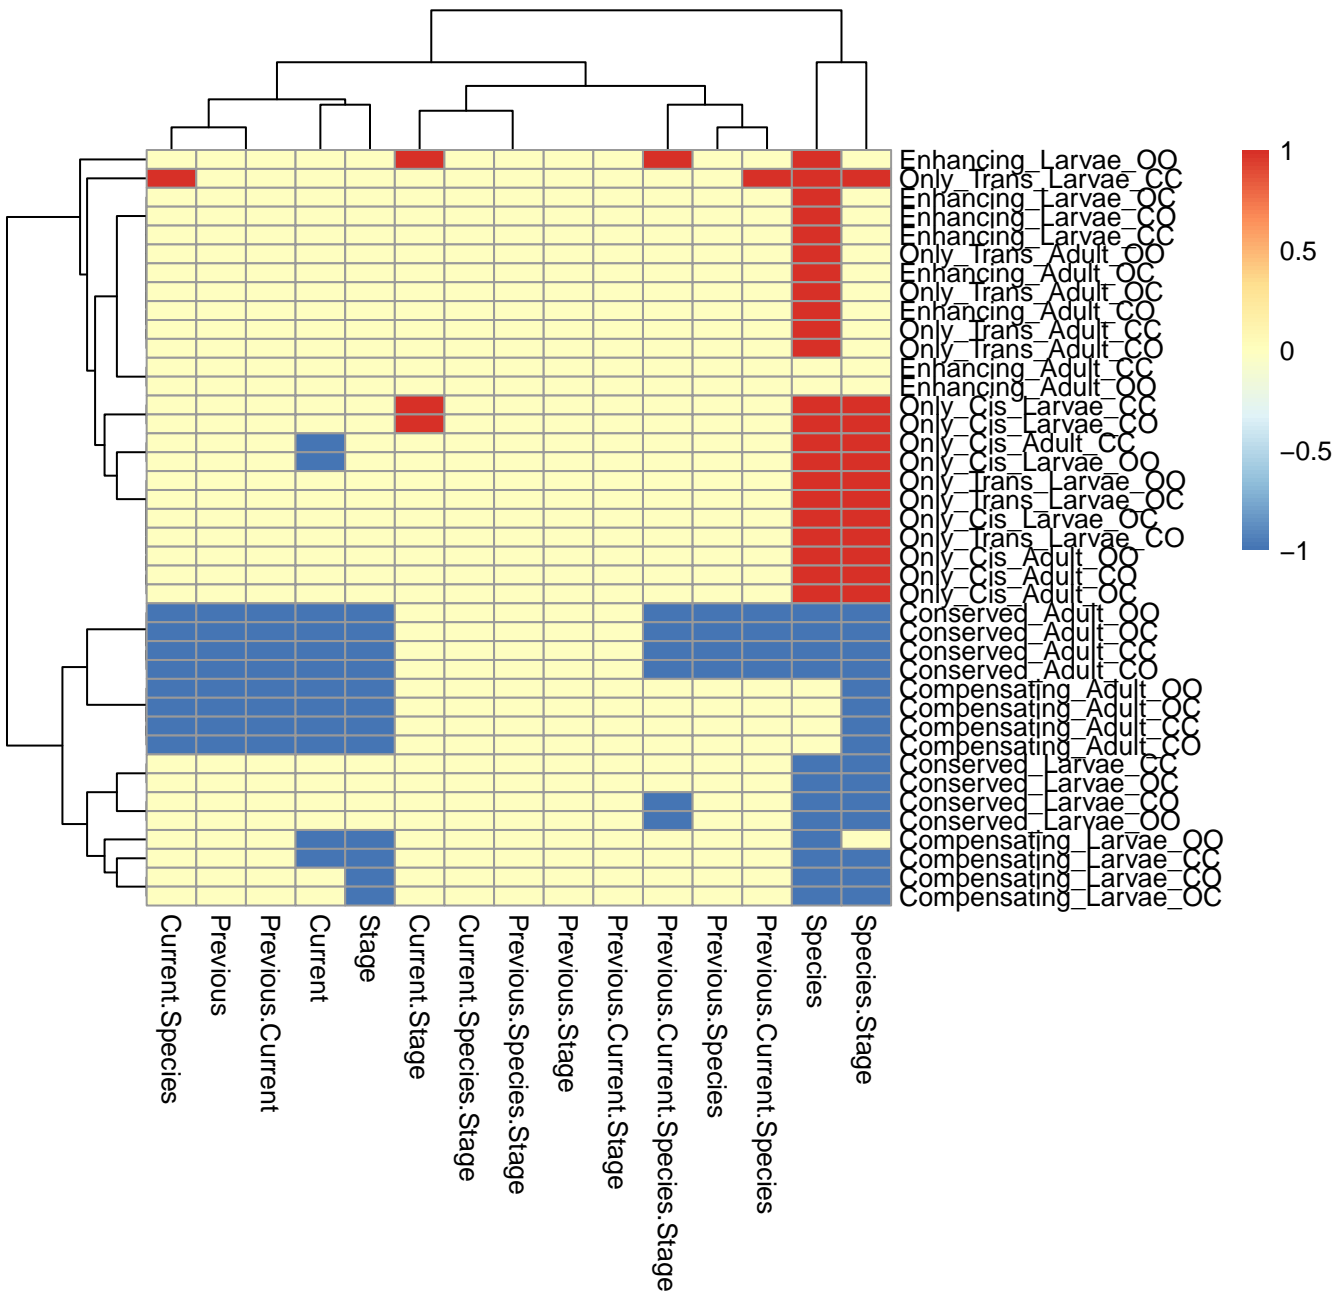 Enhancing_Larvae_OO
Only_Trans_Larvae_CC
Enhancing_Larvae_OC
Enhancing_Larvae_CO
Enhancing_Larvae_CC
Only_Trans_Adult_OO
Enhancing_Adult_OC
Only_Trans_Adult_OC
Enhancing_Adult_CO
Only_Trans_Adult_CC
Only_Trans_Adult_CO
Enhancing_Adult_CC
Enhancing_Adult_OO
Only_Cis_Larvae_CC
Only_Cis_Larvae_CO
Only_Cis_Adult_CC
Only_Cis_Larvae_OO
Only_Trans_Larvae_OO
Only_Trans_Larvae_OC
Only_Cis_Larvae_OC
Only_Trans_Larvae_CO
Only_Cis_Adult_OO
Only_Cis_Adult_CO
Only_Cis_Adult_OC
Conserved_Adult_OO
Conserved_Adult_OC
Conserved_Adult_CC
Conserved_Adult_CO
Compensating_Adult_OO
Compensating_Adult_OC
Compensating_Adult_CC
Compensating_Adult_CO
Conserved_Larvae_CC
Conserved_Larvae_OC
Conserved_Larvae_CO
Conserved_Larvae_OO
Compensating_Larvae_OO
Compensating_Larvae_CC
Compensating_Larvae_CO
Compensating_Larvae_OC
1
0.5
0
−0.5
−1
Current.Species
Previous
Previous.Current
Current
Stage
Current.Stage
Current.Species.Stage
Previous.Species.Stage
Previous.Stage
Previous.Current.Stage
Previous.Current.Species.Stage
Previous.Species
Previous.Current.Species
Species
Species.Stage